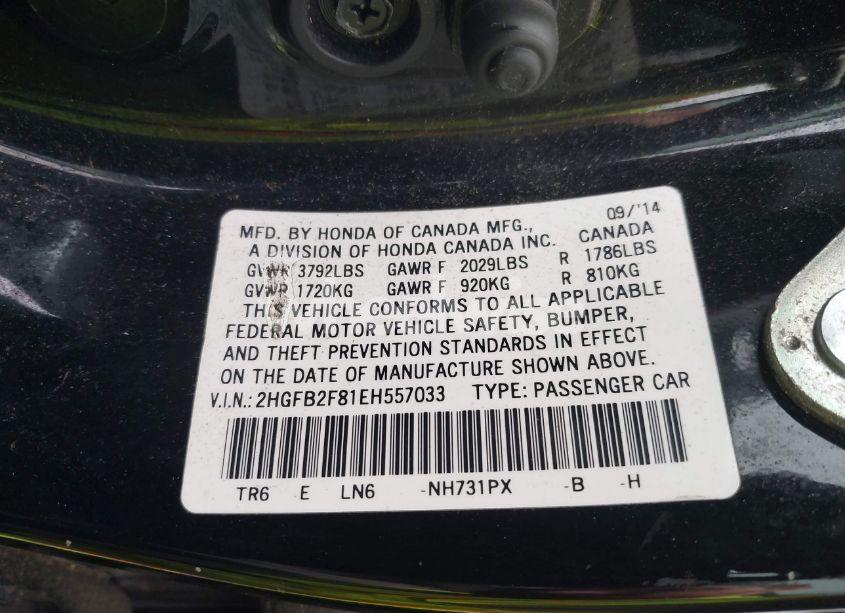 09/'14
MFD. BY HONDA OF CANADA MFG.,
A DIVISION OF HONDA CANADA INC. CANADA
GVWR 3792LBS GAWR F 2029LBS R 1786LBS
GVWR 1720KG GAWR F 920KG R 810KG
THIS VEHICLE CONFORMS TO ALL APPLICABLE
FEDERAL MOTOR VEHICLE SAFETY, BUMPER,
AND THEFT PREVENTION STANDARDS IN EFFECT
ON THE DATE OF MANUFACTURE SHOWN ABOVE.
V.I.N.: 2HGFB2F81EH557033 TYPE: PASSENGER CAR
TR6 E LN6 -NH731PX -B -H